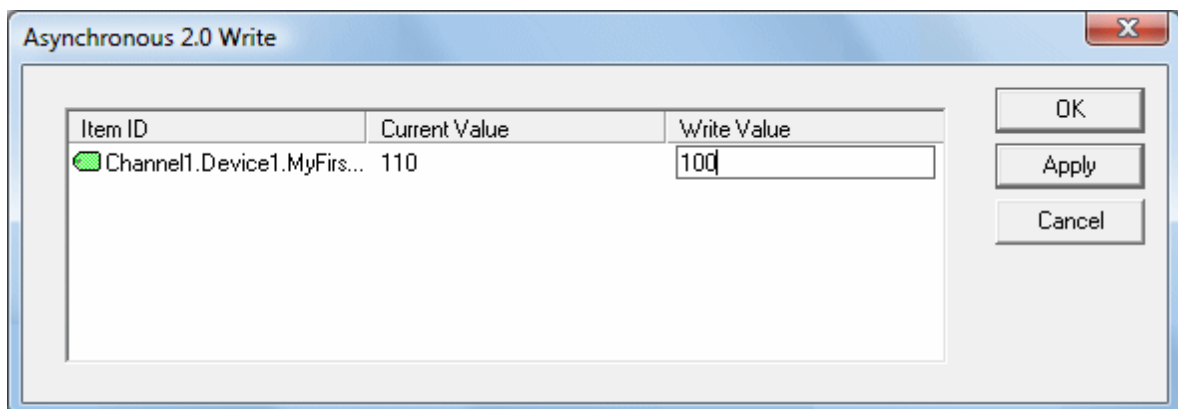 Asynchronous 2.0 Write
Item ID Current Value Write Value
Channel1.Device1.MyFirs... 110 100
OK
Apply
Cancel